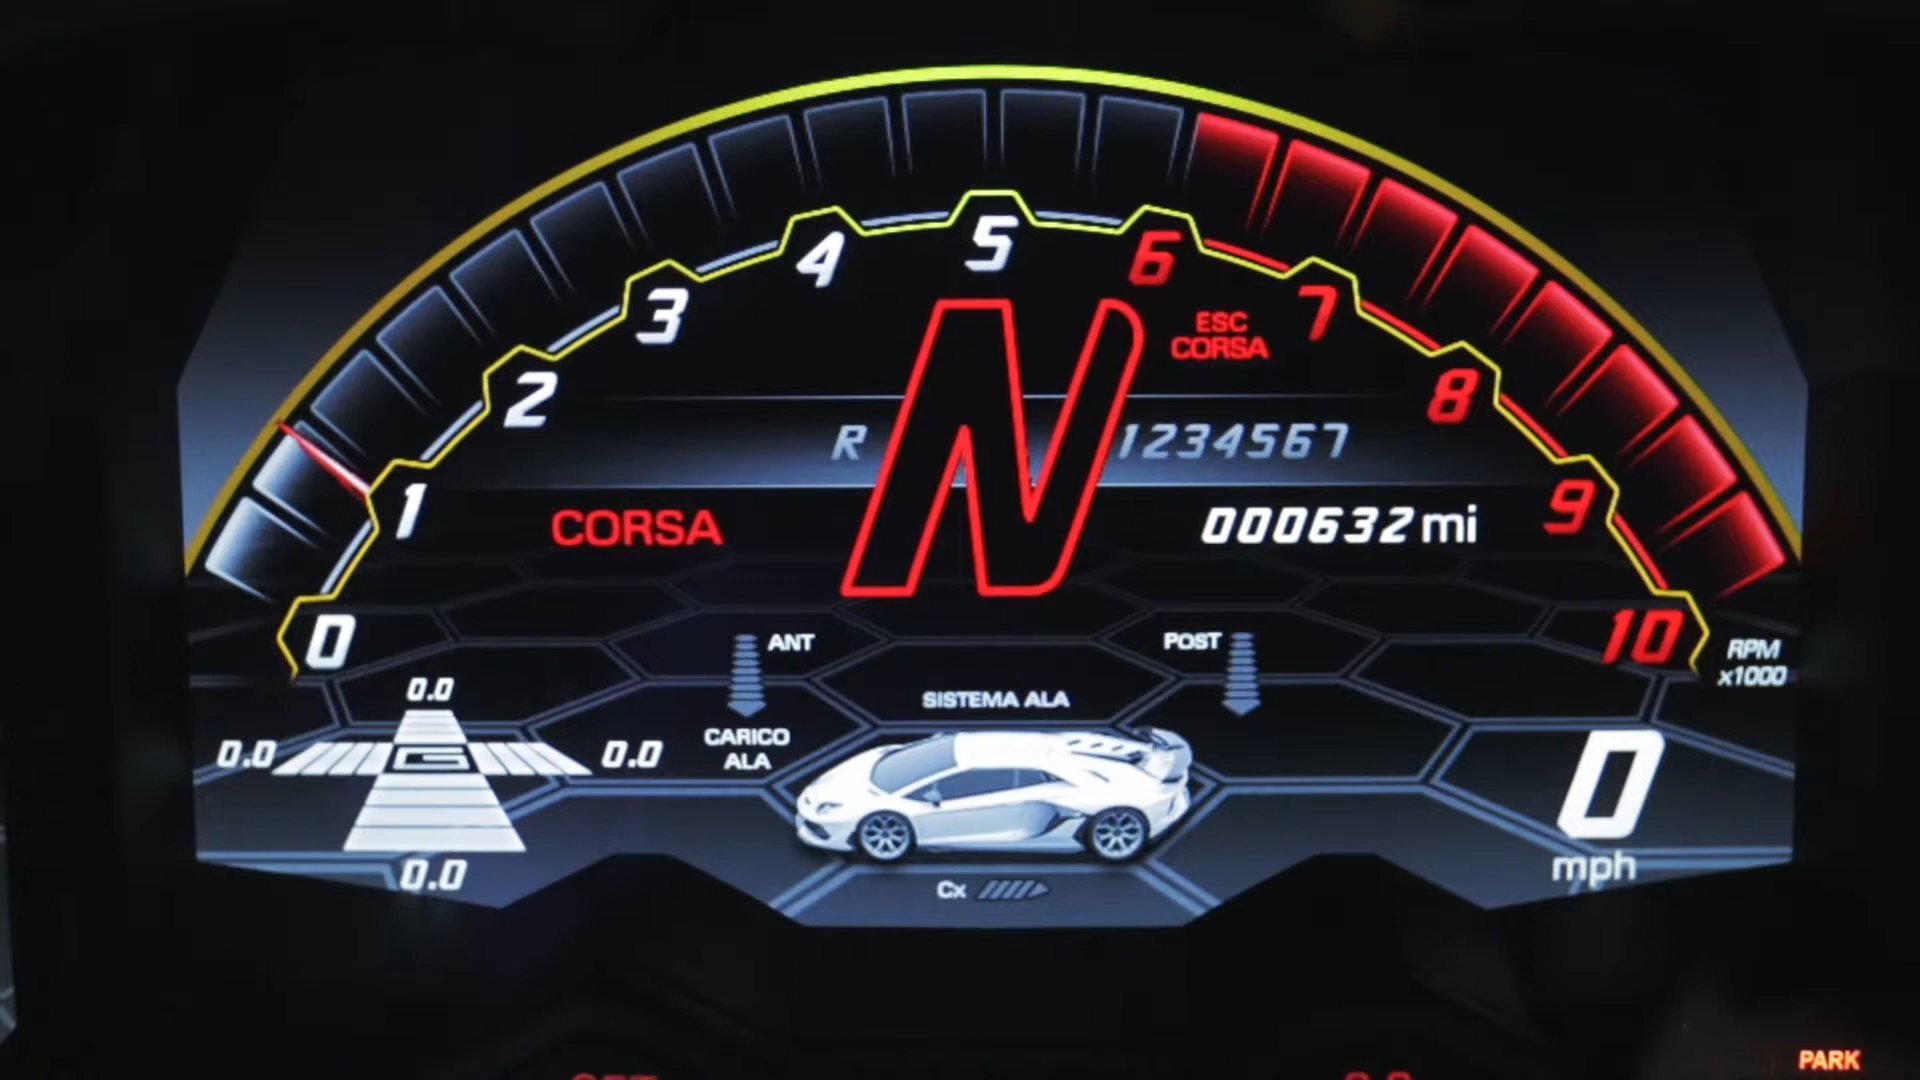 0 1 2 3 4 5 6 7 8 9 10
RPM
x1000
ESC
CORSA
R N 1234567
CORSA
000632 mi
ANT
POST
SISTEMA ALA
CARICO
ALA
0.0
0.0 G 0.0
0.0
Cx
0
mph
PARK